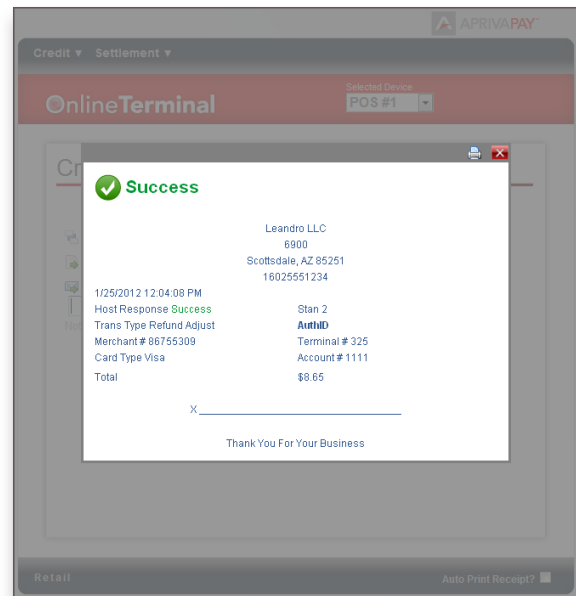 APRIVAPAY™
Credit ▼ Settlement ▼
Selected Device
OnlineTerminal
POS #1
Cr
Success
Leandro LLC
6900
Scottsdale, AZ 85251
16025551234
1/25/2012 12:04:08 PM
Host Response Success Stan 2
Trans Type Refund Adjust AuthID
Merchant # 86755309 Terminal # 325
Card Type Visa Account # 1111
Total $8.65
X
Thank You For Your Business
Retail Auto Print Receipt?